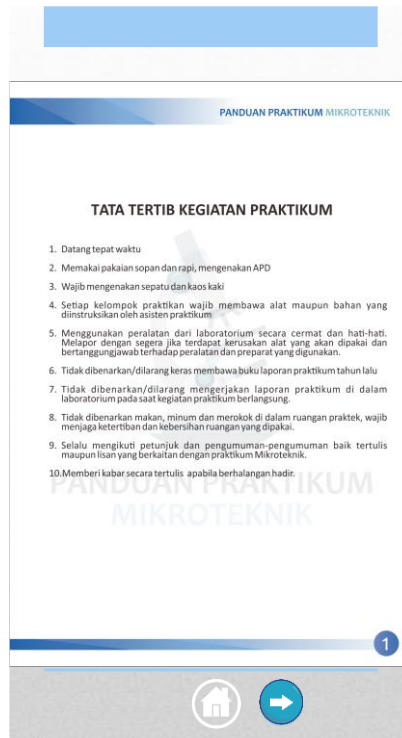 PANDUAN PRAKTIKUM MIKROTEKNIK
TATA TERTIB KEGIATAN PRAKTIKUM
1. Datang tepat waktu
2. Memakai pakaian sopan dan rapi, mengenakan APD
3. Wajib mengenakan sepatu dan kaos kaki
4. Setiap kelompok praktikan wajib membawa alat maupun bahan yang
diinstruksikan oleh asisten praktikum
5. Menggunakan peralatan dari laboratorium secara cermat dan hati-hati.
Melapor dengan segera jika terdapat kerusakan alat yang akan dipakai dan
bertanggungjawab terhadap peralatan dan preparat yang digunakan.
6. Tidak dibenarkan/dilarang keras membawa buku laporan praktikum tahun lalu
7. Tidak dibenarkan/dilarang mengerjakan laporan praktikum di dalam
laboratorium pada saat kegiatan praktikum berlangsung.
8. Tidak dibenarkan makan, minum dan merokok di dalam ruangan praktek, wajib
menjaga ketertiban dan kebersihan ruangan yang dipakai.
9. Selalu mengikuti petunjuk dan pengumuman-pengumuman baik tertulis
maupun lisan yang berkaitan dengan praktikum Mikroteknik.
10.Memberi kabar secara tertulis apabila berhalangan hadir.
PANDUAN PRAKTIKUM
MIKROTEKNIK
1